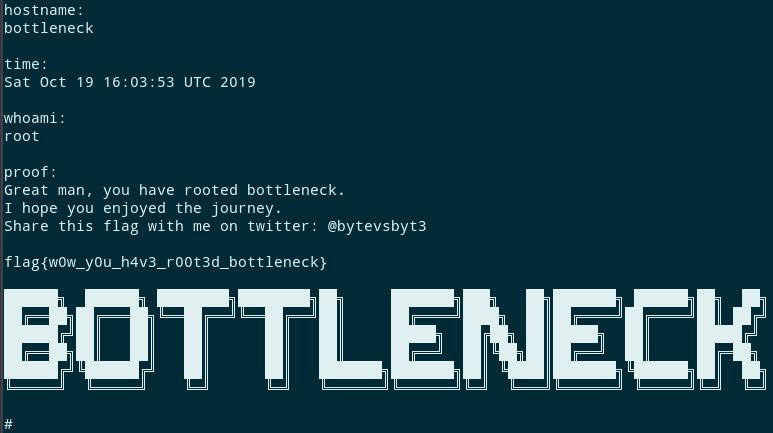 hostname:
bottleneck
time:
Sat Oct 19 16:03:53 UTC 2019
whoami:
root
proof:
Great man, you have rooted bottleneck.
I hope you enjoyed the journey.
Share this flag with me on twitter: @bytevsbyt3
flag{w0w_y0u_h4v3_r00t3d_bottleneck}
BOTTLENECK
#